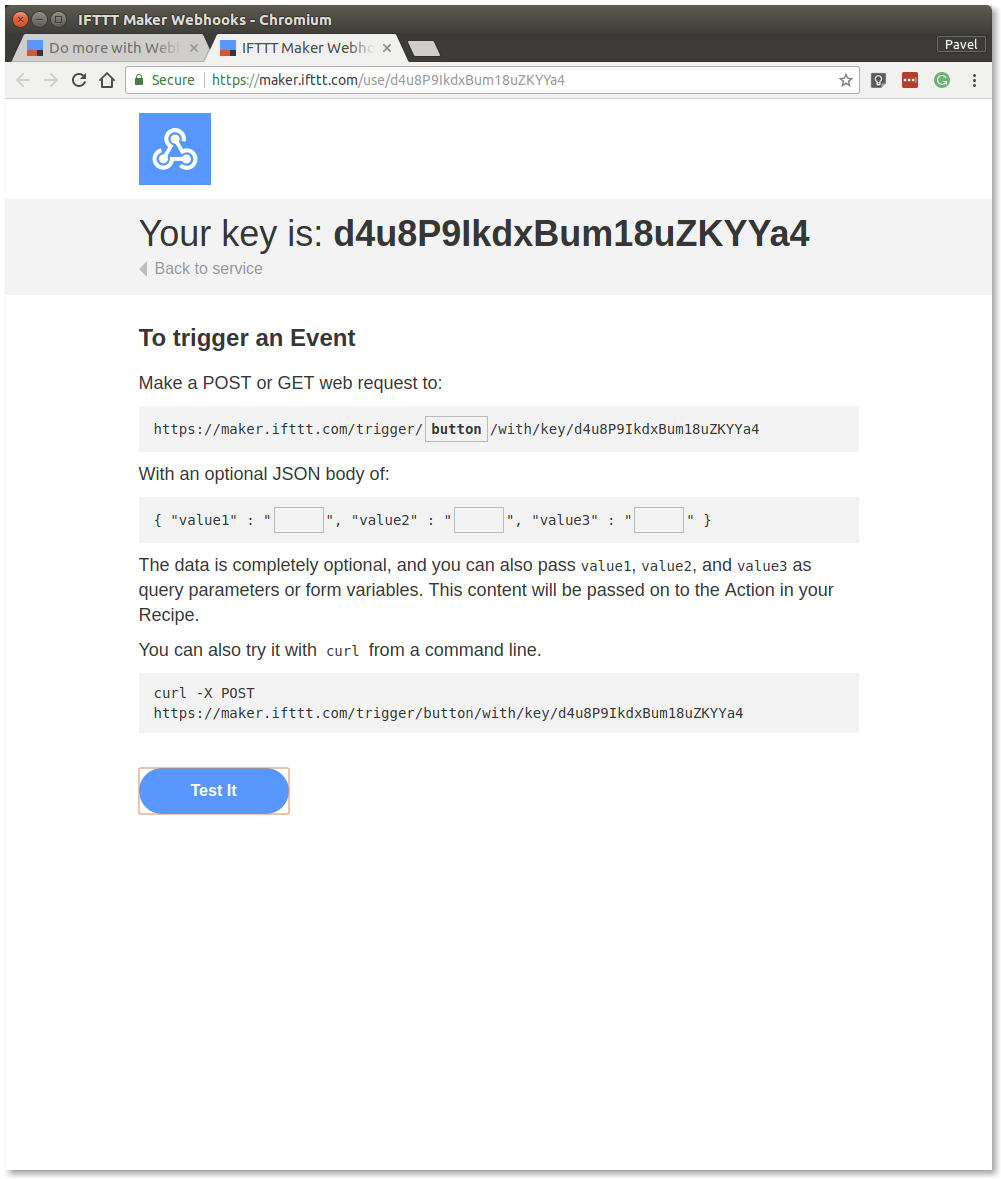 IFTTT Maker Webhooks - Chromium
Do more with Web
IFTTT Maker Webho
Pavel
Secure
https://maker.ifttt.com/use/d4u8P9IkdxBum18uZKYYa4
Your key is: d4u8P9IkdxBum18uZKYYa4
Back to service
To trigger an Event
Make a POST or GET web request to:
https://maker.ifttt.com/trigger/ button /with/key/d4u8P9IkdxBum18uZKYYa4
With an optional JSON body of:
{ "value1" : " ", "value2" : " ", "value3" : " " }
The data is completely optional, and you can also pass value1, value2, and value3 as
query parameters or form variables. This content will be passed on to the Action in your
Recipe.
You can also try it with curl from a command line.
curl -X POST
https://maker.ifttt.com/trigger/button/with/key/d4u8P9IkdxBum18uZKYYa4
Test It